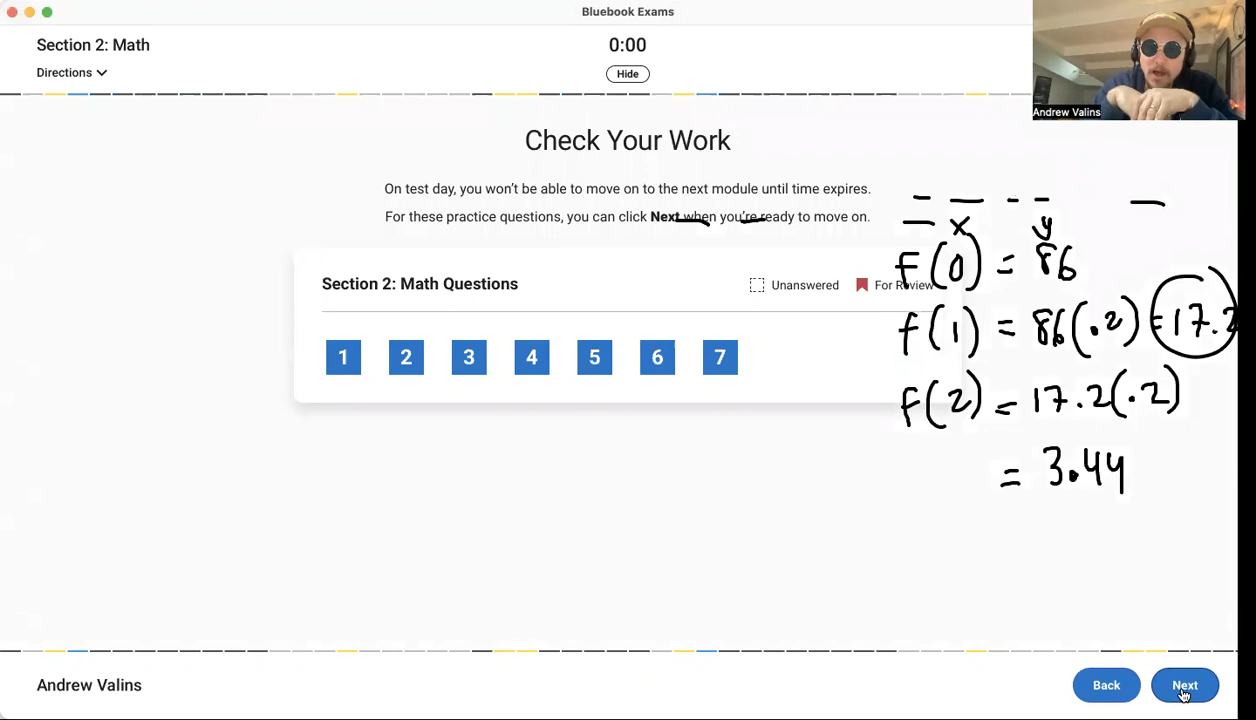 Bluebook Exams
Section 2: Math
0:00
Directions
Hide
Andrew Valins
Check Your Work
On test day, you won't be able to move on to the next module until time expires.
For these practice questions, you can click Next when you're ready to move on.
Section 2: Math Questions
Unanswered
For Review
1 2 3 4 5 6 7
x y
f(0) = 86
f(1) = 86(.2) = 17.2
f(2) = 17.2(.2)
= 3.44
Andrew Valins
Back
Next